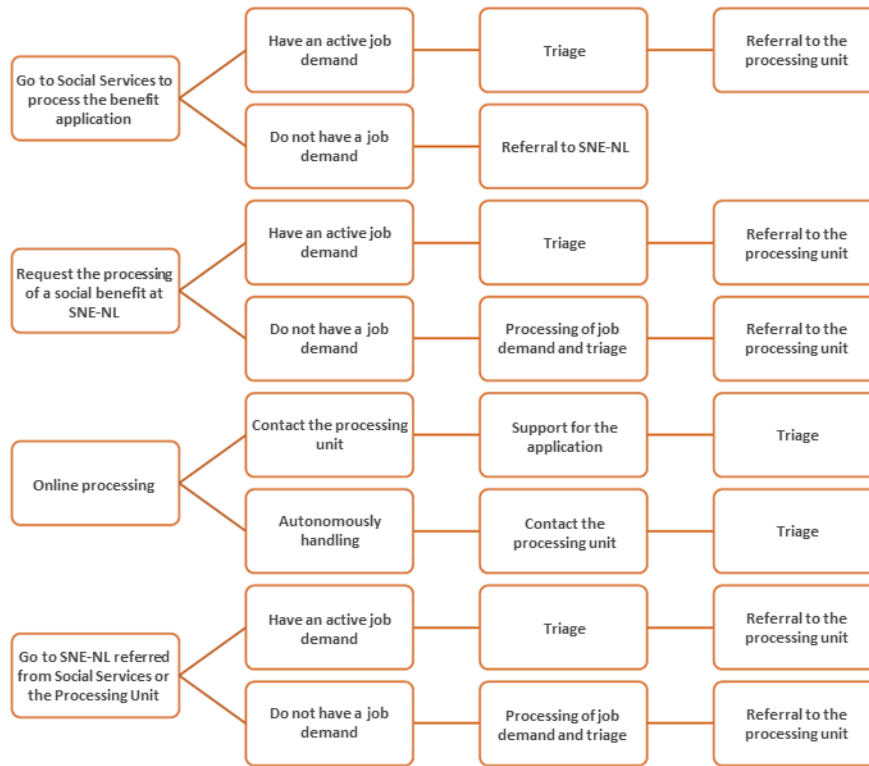 Go to Social Services to
process the benefit
application
Have an active job
demand
Triage
Referral to the
processing unit
Do not have a job
demand
Referral to SNE-NL
Request the processing
of a social benefit at
SNE-NL
Have an active job
demand
Triage
Referral to the
processing unit
Do not have a job
demand
Processing of job
demand and triage
Referral to the
processing unit
Online processing
Contact the processing
unit
Support for the
application
Triage
Autonomously
handling
Contact the
processing unit
Triage
Go to SNE-NL referred
from Social Services or
the Processing Unit
Have an active job
demand
Triage
Referral to the
processing unit
Do not have a job
demand
Processing of job
demand and triage
Referral to the
processing unit